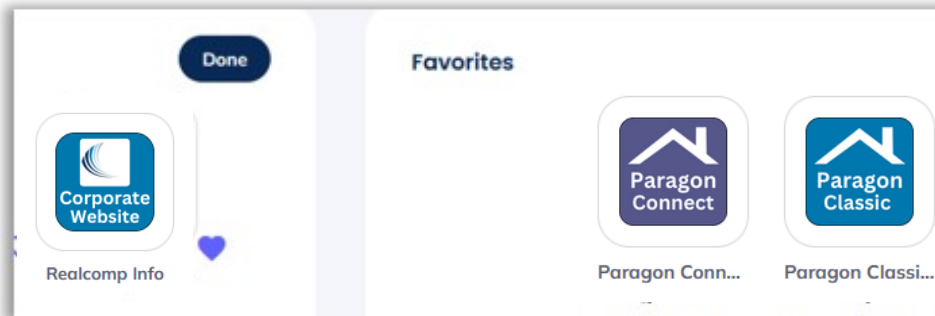 Done
Favorites
Corporate
Website
Realcomp Info
Paragon
Connect
Paragon Conn...
Paragon
Classic
Paragon Classi...